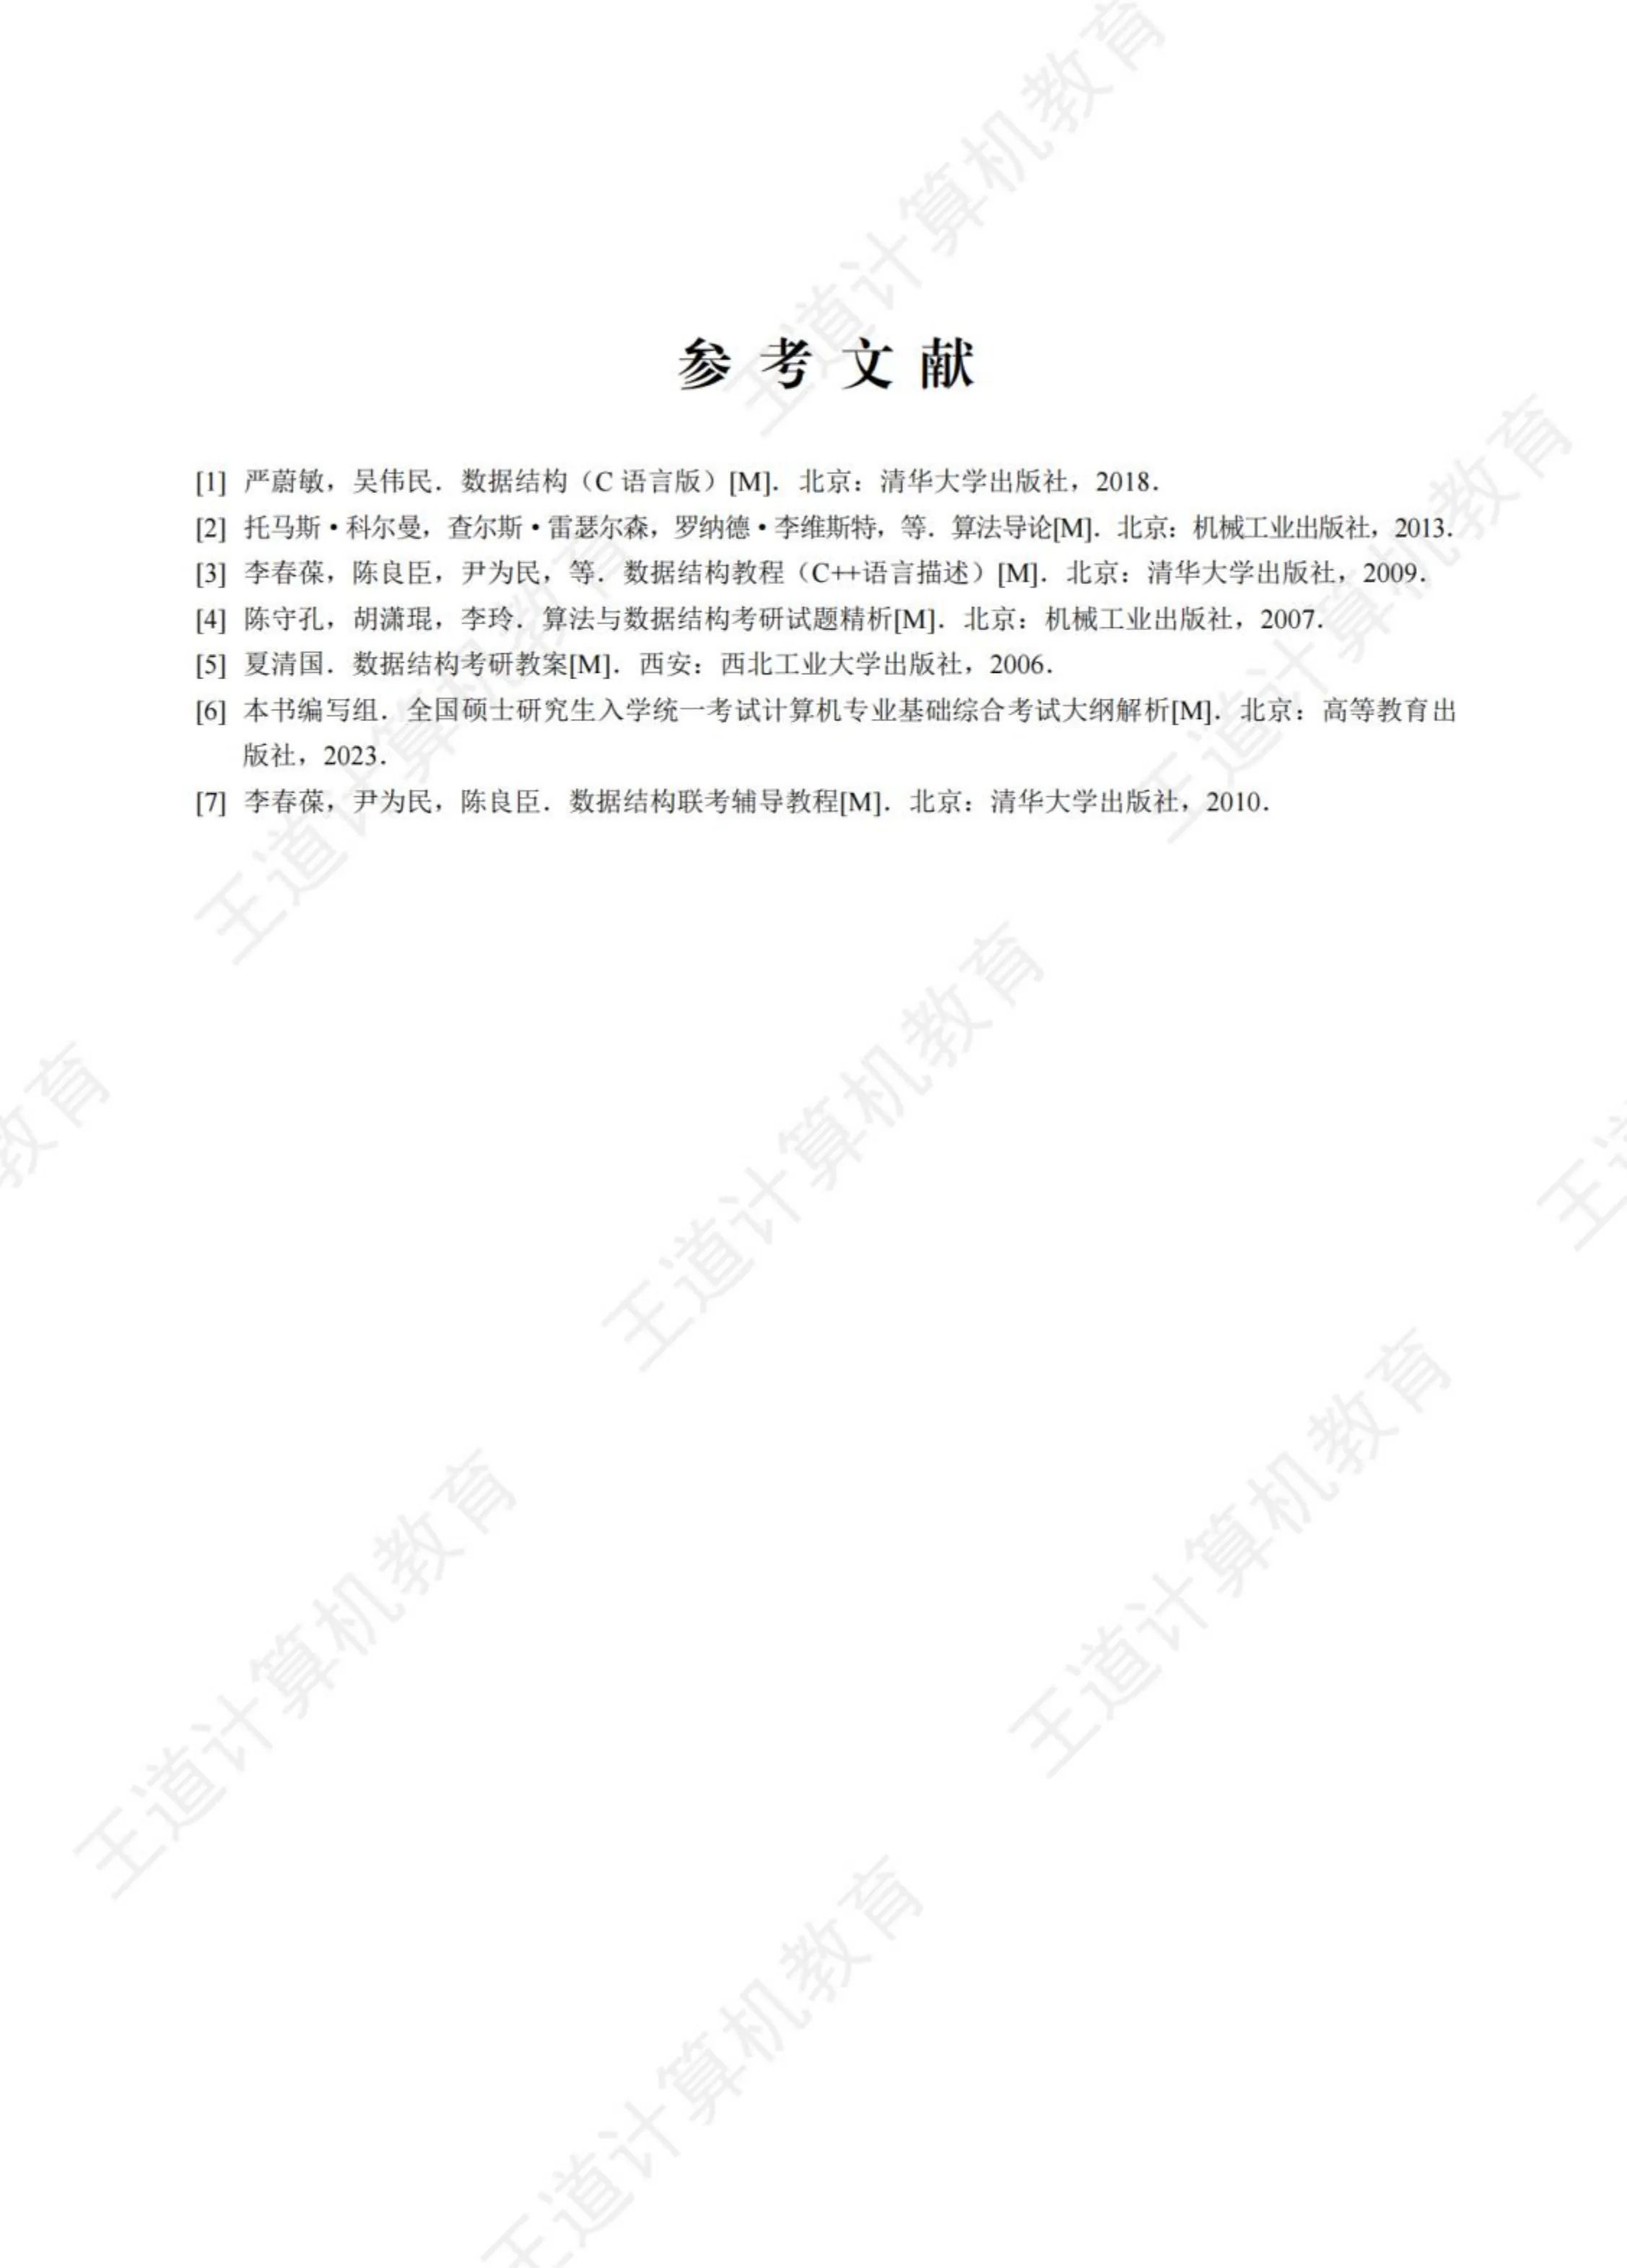 参考文献
[1] 严蔚敏，吴伟民．数据结构（C 语言版）[M]．北京：清华大学出版社，2018．
[2] 托马斯·科尔曼，查尔斯·雷瑟尔森，罗纳德·李维斯特，等．算法导论[M]．北京：机械工业出版社，2013．
[3] 李春葆，陈良臣，尹为民，等．数据结构教程（C++语言描述）[M]．北京：清华大学出版社，2009．
[4] 陈守孔，胡潇琨，李玲．算法与数据结构考研试题精析[M]．北京：机械工业出版社，2007．
[5] 夏清国．数据结构考研教案[M]．西安：西北工业大学出版社，2006．
[6] 本书编写组．全国硕士研究生入学统一考试计算机专业基础综合考试大纲解析[M]．北京：高等教育出
版社，2023．
[7] 李春葆，尹为民，陈良臣．数据结构联考辅导教程[M]．北京：清华大学出版社，2010．
王道计算机教育
王道计算机教育
王道计算机教育
王道计算机教育
教育
王道
王道计算机教育
王道计算机教育
王道计算机教育